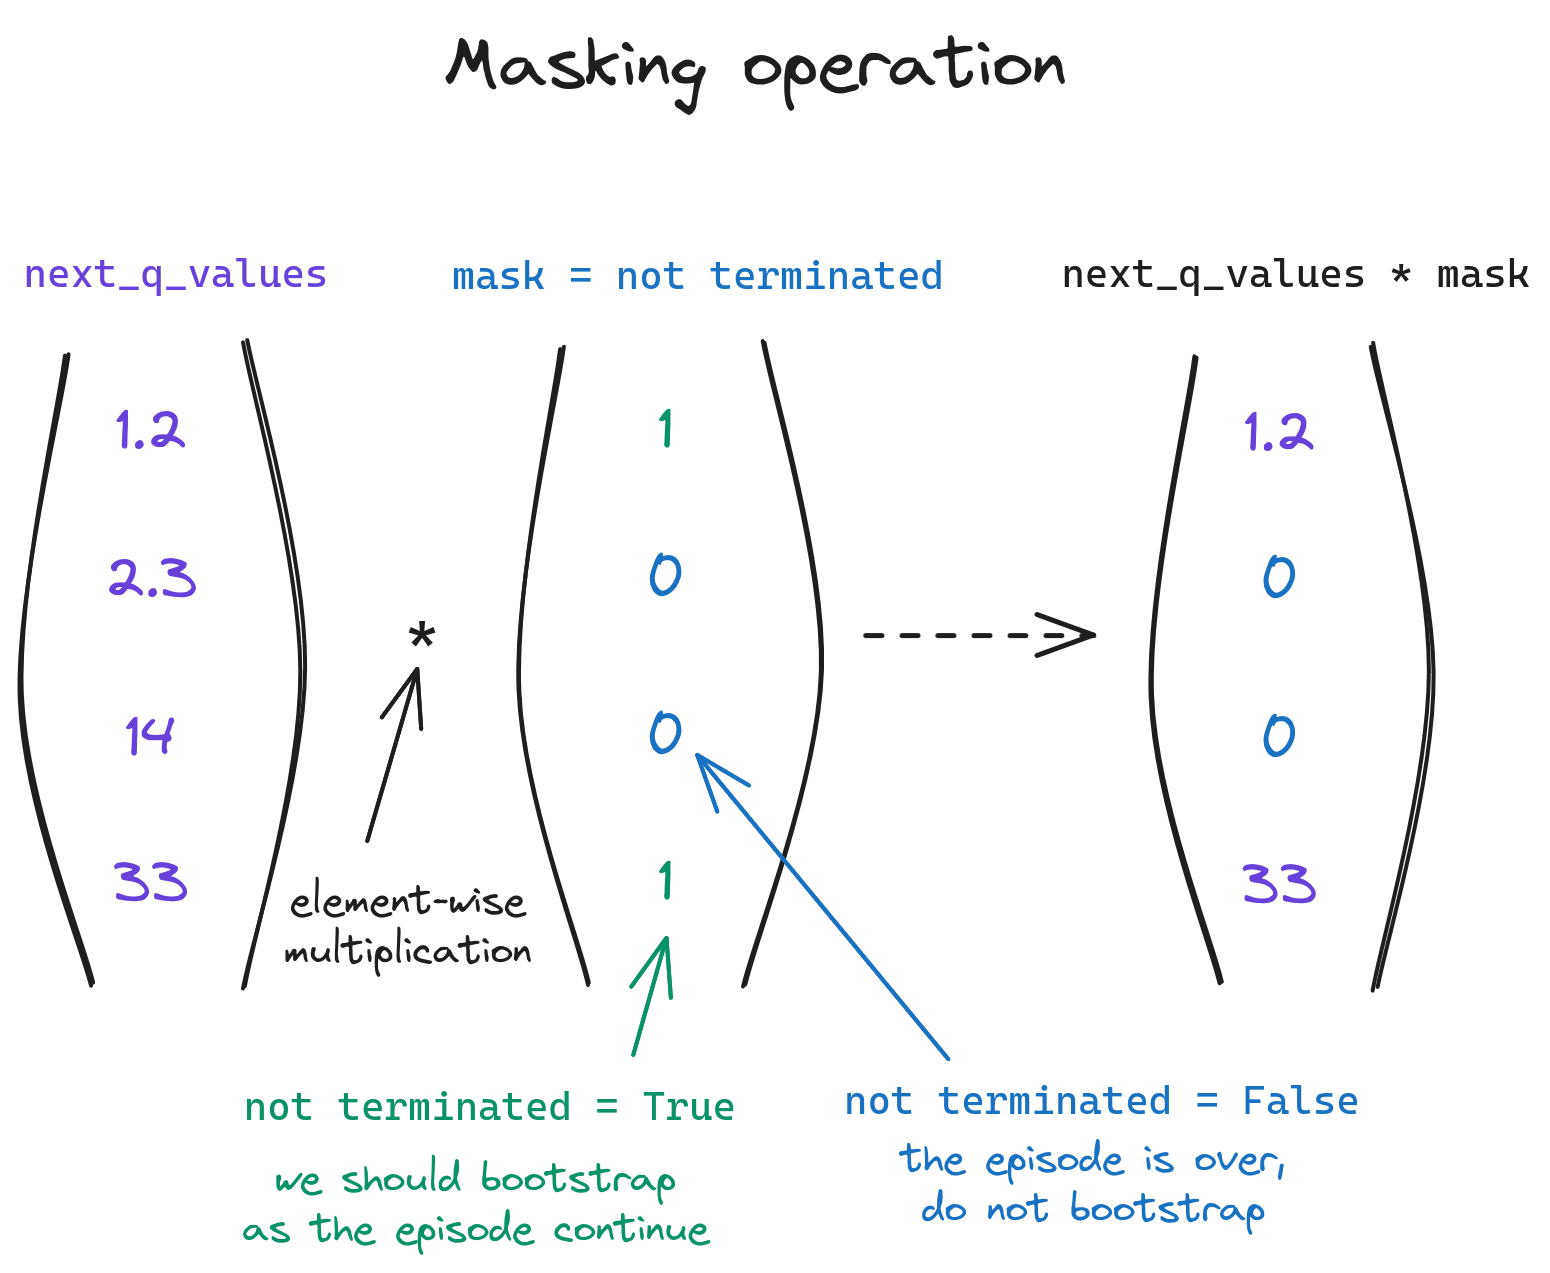 Masking operation
next_q_values
mask = not terminated
next_q_values * mask
1.2
2.3
14
33
*
element-wise
multiplication
1
0
0
1
1.2
0
0
33
not terminated = True
we should bootstrap
as the episode continue
not terminated = False
the episode is over,
do not bootstrap